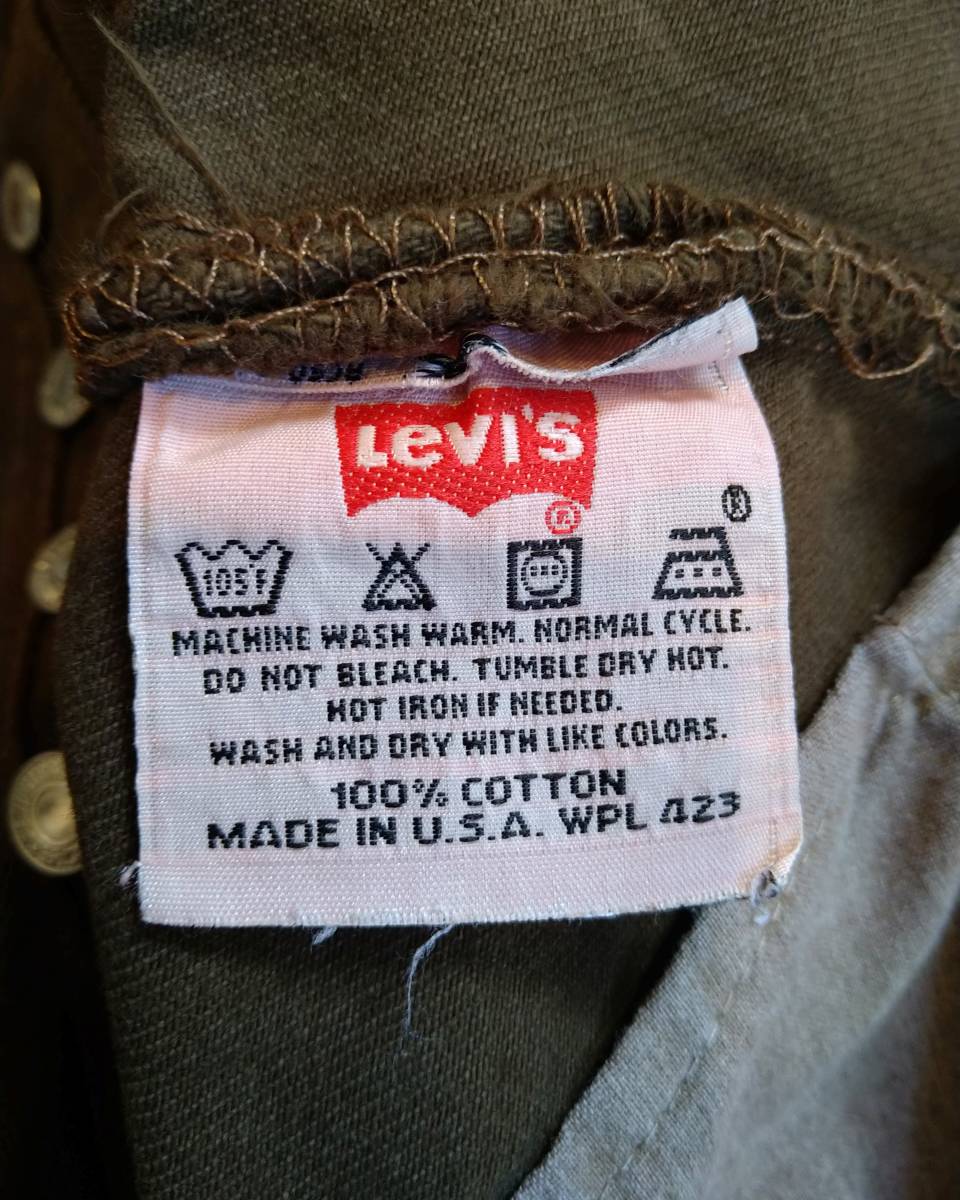 Levi's
®
®
105 F
MACHINE WASH WARM. NORMAL CYCLE.
DO NOT BLEACH. TUMBLE DRY HOT.
HOT IRON IF NEEDED.
WASH AND DRY WITH LIKE COLORS.
100% COTTON
MADE IN U.S.A. WPL 423